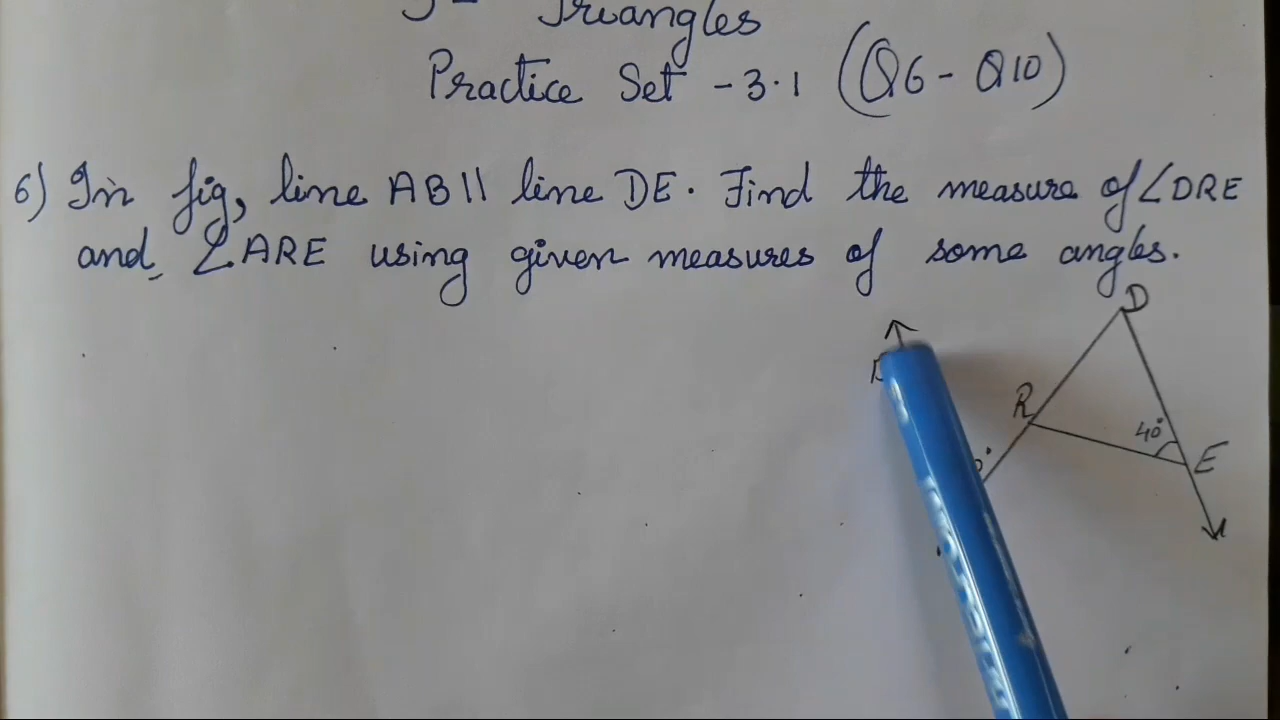 3- Triangles
Practice Set - 3.1 (Q6 - Q10)
6) In fig, line AB || line DE. Find the measure of ∠DRE
and ∠ARE using given measures of some angles.
D
R
40°
E